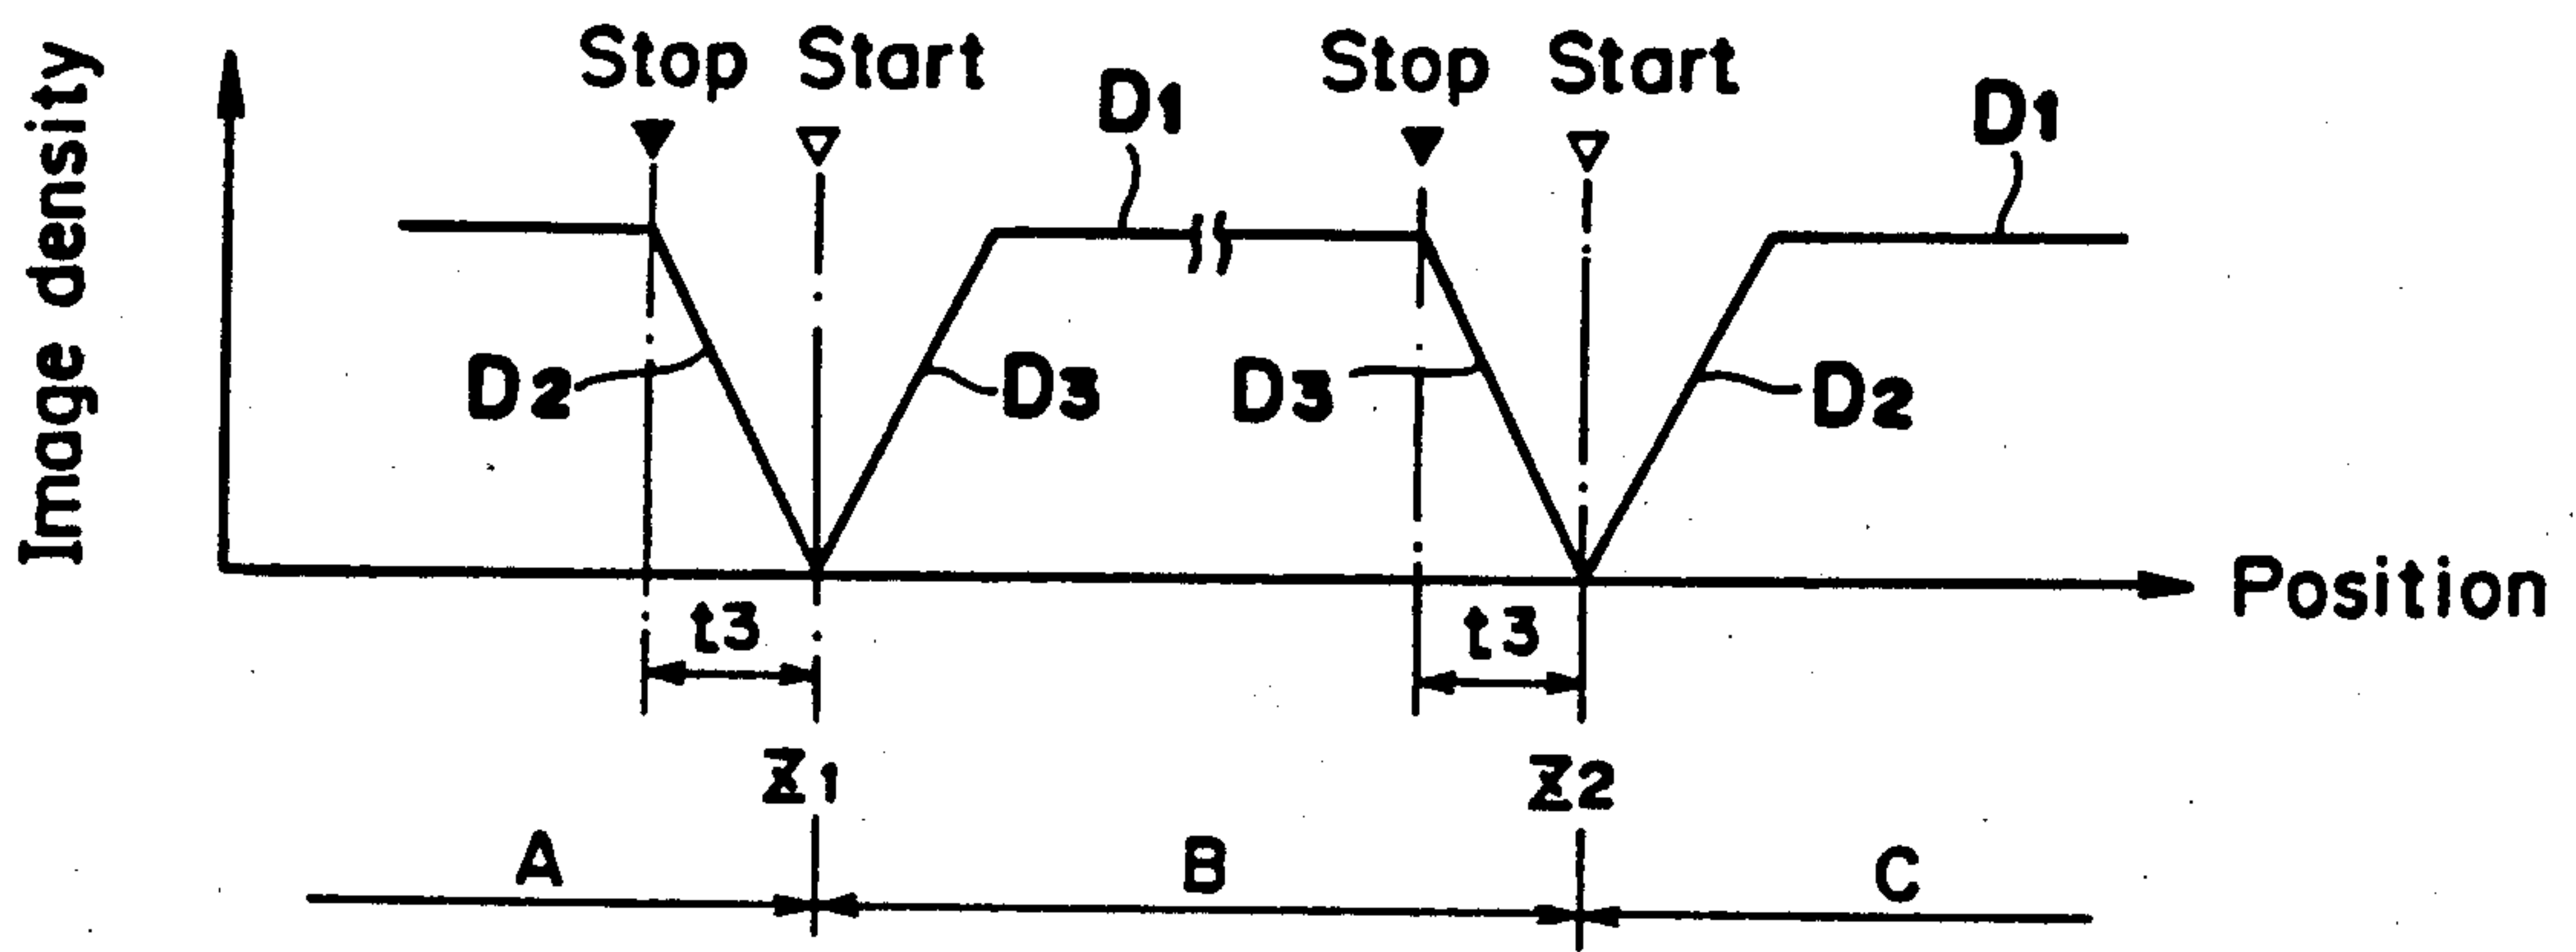 Image density
Stop Start
D1
Stop Start
D1
D2
D3
D3
D2
Position
t3
t3
Z1
Z2
A
B
C